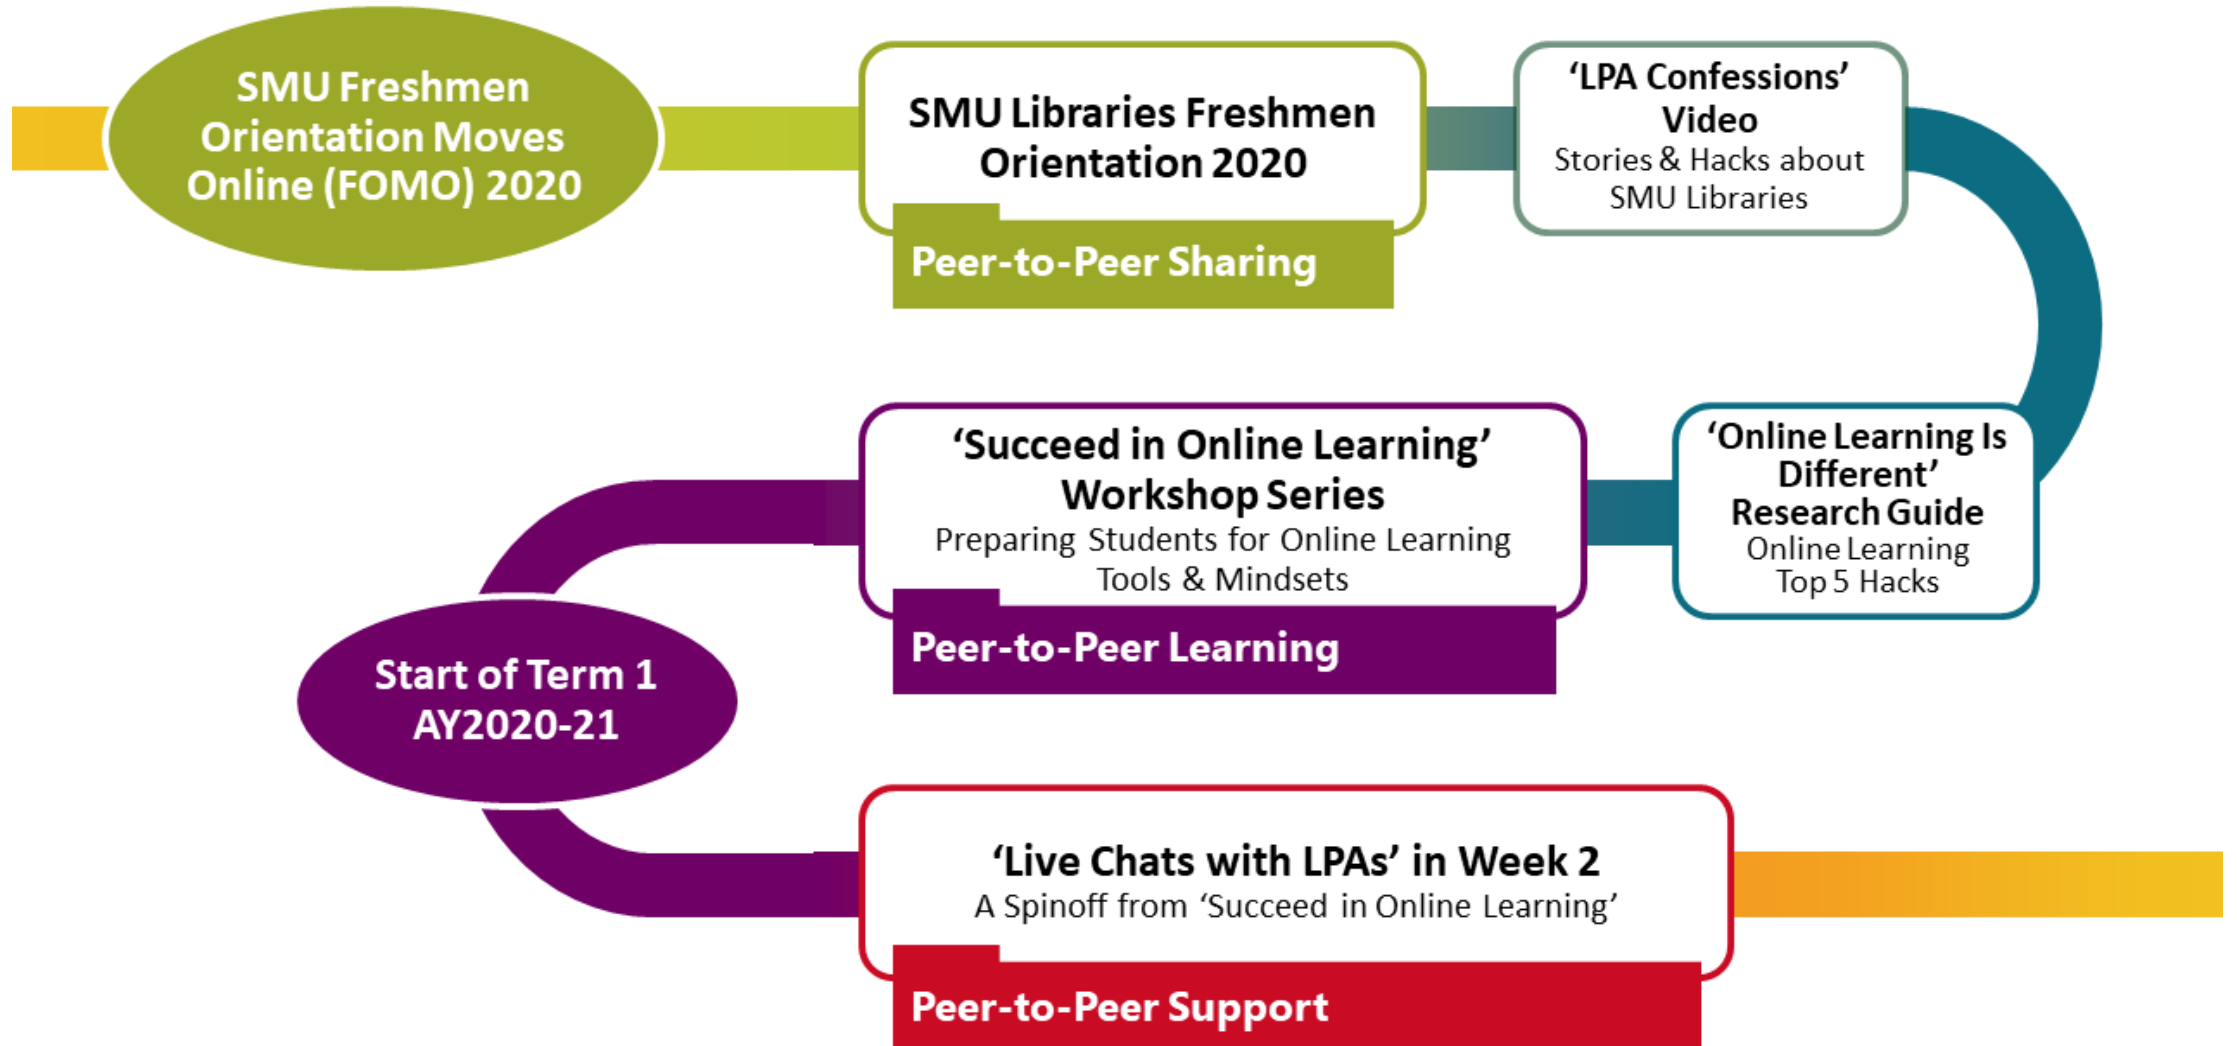 SMU Freshmen
Orientation Moves
Online (FOMO) 2020
SMU Libraries Freshmen
Orientation 2020
Peer-to-Peer Sharing
‘LPA Confessions’
Video
Stories & Hacks about
SMU Libraries
‘Online Learning Is
Different’
Research Guide
Online Learning
Top 5 Hacks
‘Succeed in Online Learning’
Workshop Series
Preparing Students for Online Learning
Tools & Mindsets
Peer-to-Peer Learning
Start of Term 1
AY2020-21
‘Live Chats with LPAs’ in Week 2
A Spinoff from ‘Succeed in Online Learning’
Peer-to-Peer Support